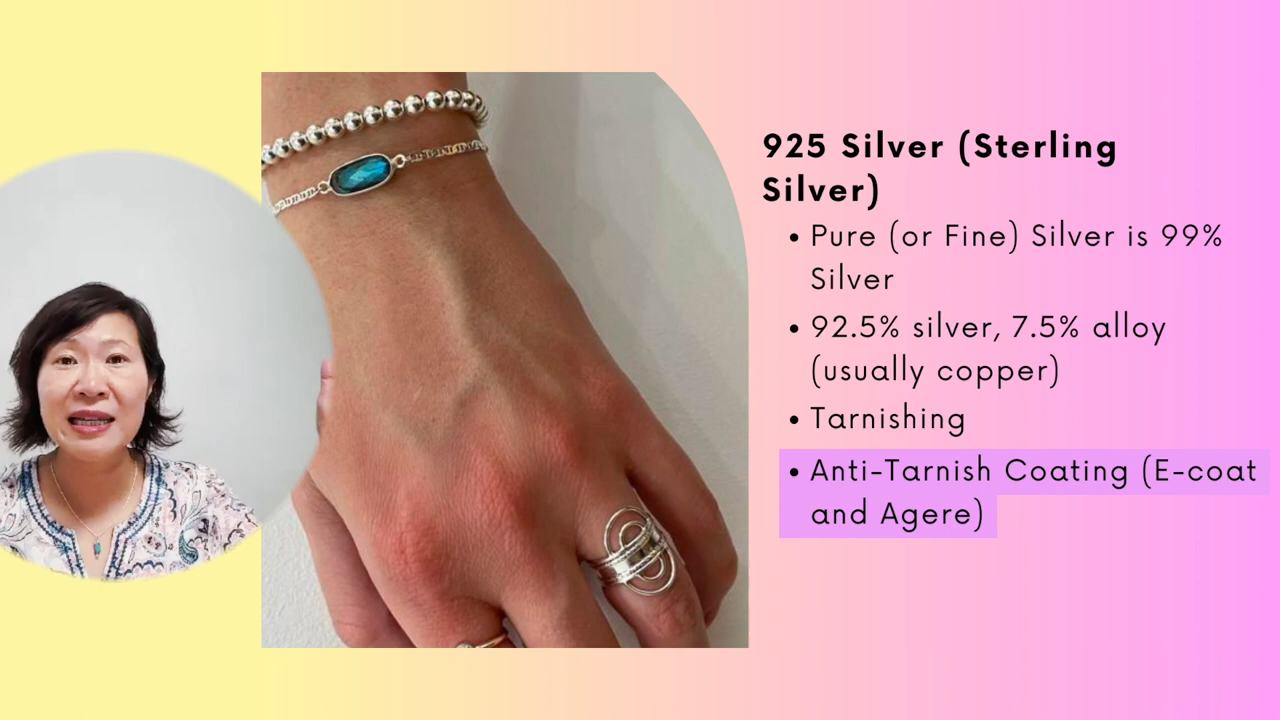 925 Silver (Sterling
Silver)
• Pure (or Fine) Silver is 99%
Silver
• 92.5% silver, 7.5% alloy
(usually copper)
• Tarnishing
• Anti-Tarnish Coating (E-coat
and Agere)